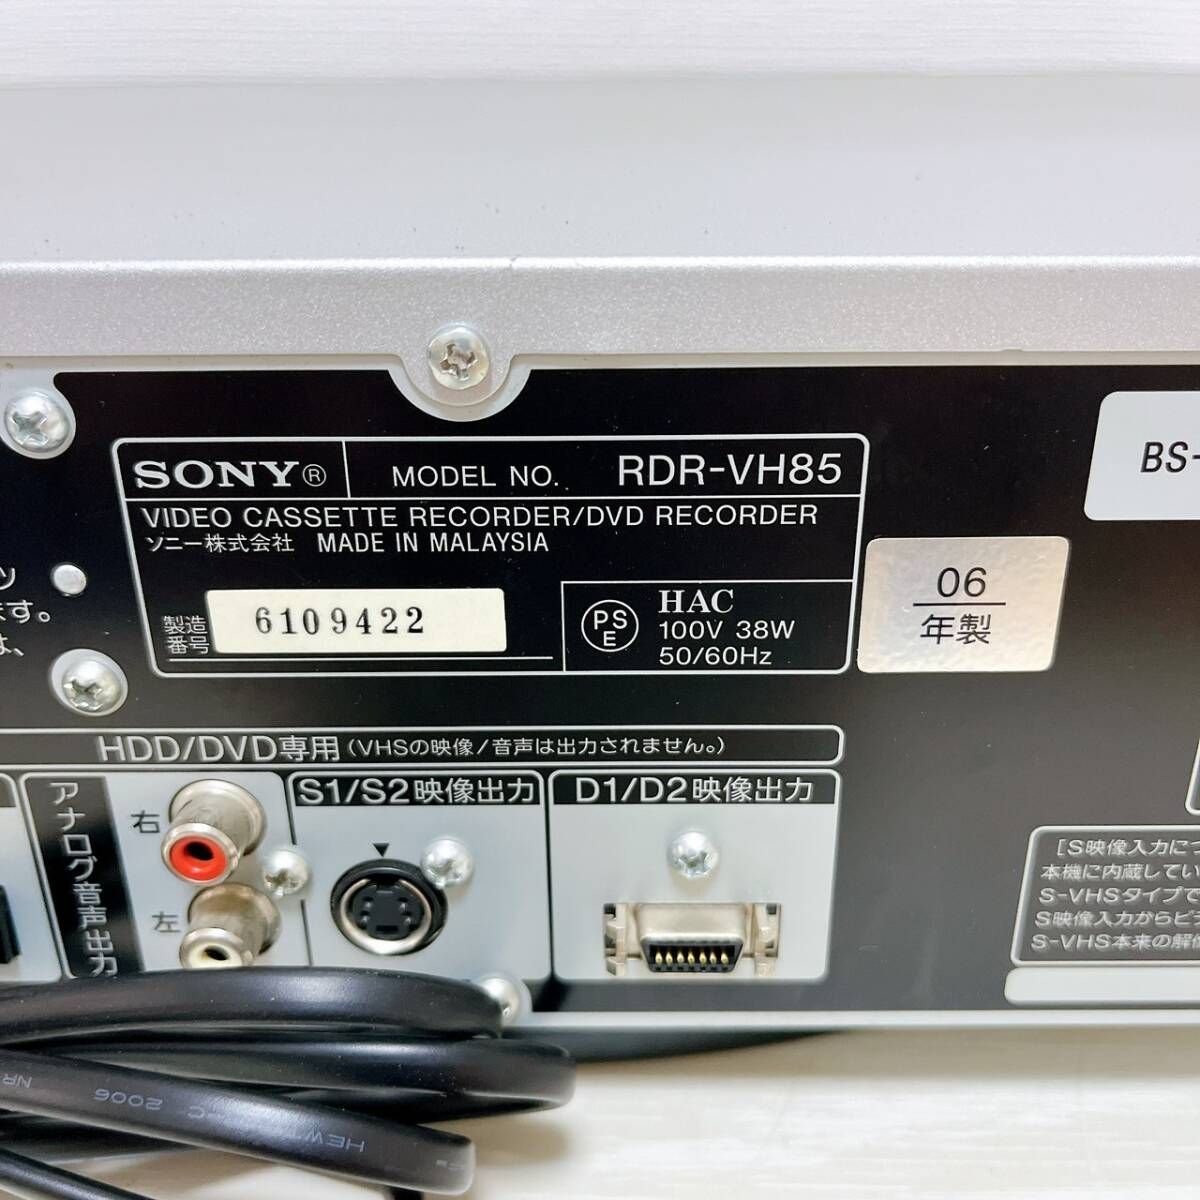 SONY®
MODEL NO. RDR-VH85
VIDEO CASSETTE RECORDER/DVD RECORDER
ソニー株式会社 MADE IN MALAYSIA
製造
番号
6109422
PS
E
HAC
100V 38W
50/60Hz
06
年製
BS-
ます。
HDD/DVD専用(VHSの映像/音声は出力されません。)
アナログ音声出力
右
左
S1/S2映像出力
D1/D2映像出力
[S映像入力につ
本機に内蔵してい
S-VHSタイプで
S映像入力からビデ
S-VHS本来の解像
2006